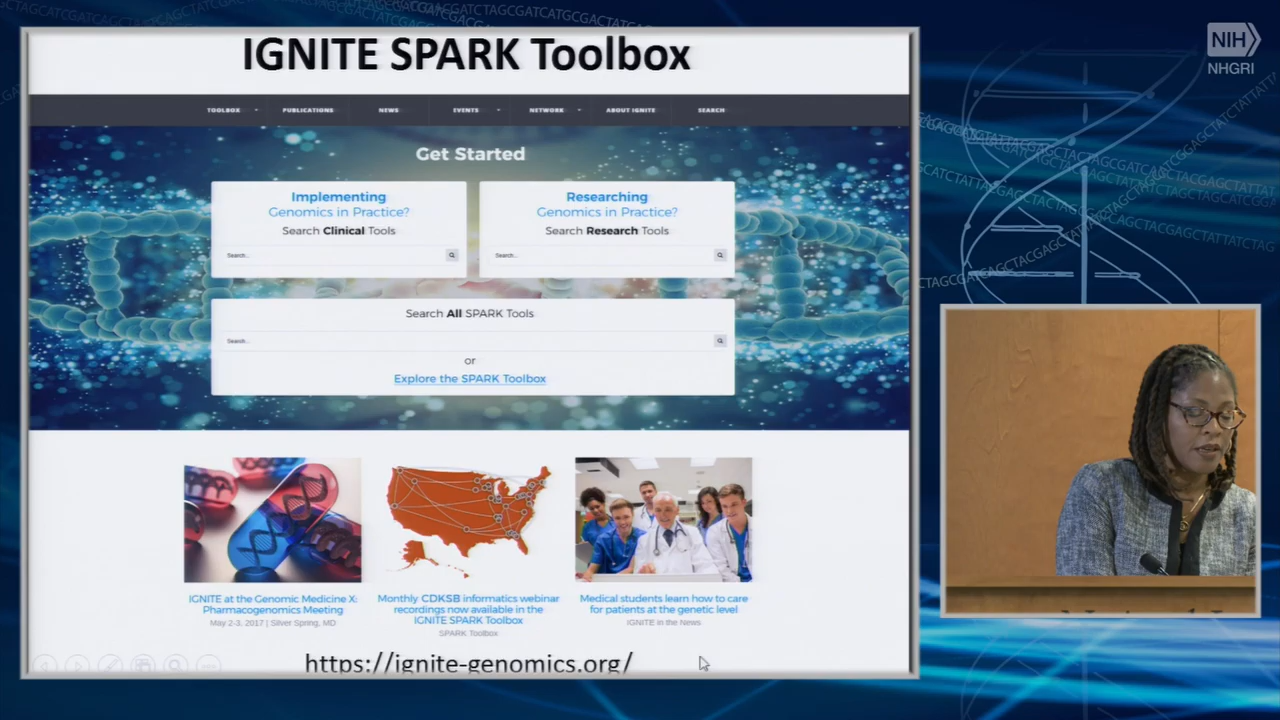 IGNITE SPARK Toolbox
NIH
NHGRI
TOOLBOX PUBLICATIONS NEWS EVENTS NETWORK ABOUT IGNITE SEARCH
Get Started
Implementing
Genomics in Practice?
Search Clinical Tools
Search...
Researching
Genomics in Practice?
Search Research Tools
Search...
Search All SPARK Tools
Search...
or
Explore the SPARK Toolbox
IGNITE at the Genomic Medicine X:
Pharmacogenomics Meeting
May 2-3, 2017 | Silver Spring, MD
Monthly CDKSB informatics webinar
recordings now available in the
IGNITE SPARK Toolbox
SPARK Toolbox
Medical students learn how to care
for patients at the genetic level
IGNITE in the News
https://ignite-genomics.org/